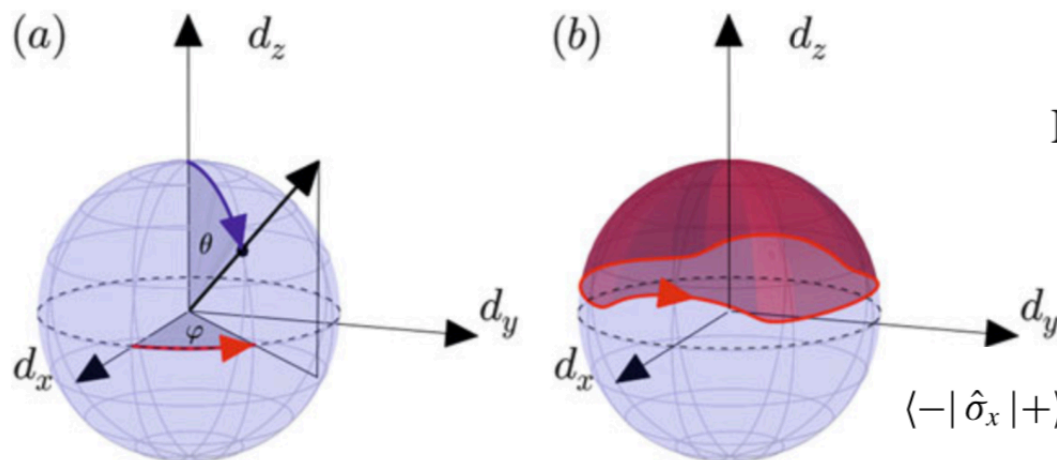 (a)
d_z
θ
d_y
φ
d_x
(b)
d_z
d_y
d_x
⟨−| σ̂_x |+⟩